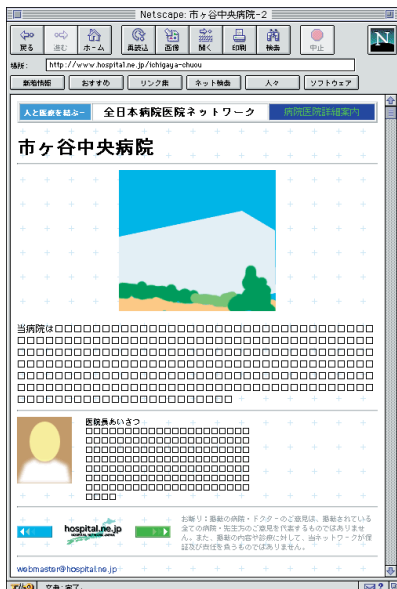 Netscape: 市ヶ谷中央病院-2
戻る 進む ホーム 再読込 画像 開く 印刷 検索 中止
N
場所: http://www.hospital.ne.jp/ichigaya-chuou
新着情報 おすすめ リンク集 ネット検索 人々 ソフトウェア
人と医療を結ぶー 全日本病院医院ネットワーク 病院医院詳細案内
市ヶ谷中央病院
当病院は□□□□□□□□□□□□□□□□□□□□□□□□□□
□□□□□□□□□□□□□□□□□□□□□□□□□□□□□□
□□□□□□□□□□□□□□□□□□□□□□□□□□□□□□
□□□□□□□□□□□□□□□□□□□□□□□□□□□□□□
□□□□□□□□□□□□□□□□□□□□□□□□□□□□□□
□□□□□□□□□□□□□□□□□□
医院長あいさつ
□□□□□□□□□□□□□□□□□□
□□□□□□□□□□□□□□□□□□
□□□□□□□□□□□□□□□□□□
□□□□□□□□□□□□□□□□□□
□□□□□□□□□□□□□□□□□□
□□□□□□□□□□□□□□□□□□
□□□□□□□□□□□□□□□□□□
□□□□
hospital.ne.jp
HOSPITAL NETWORK JAPAN
お断り:掲載の病院・ドクターのご意見は、掲載されている
全ての病院・先生方のご意見を代表するものではありませ
ん。また、掲載の内容や診療に対して、当ネットワークが保
証及び責任を負うものではありません。
webmaster@hospital.ne.jp
文書:完了.